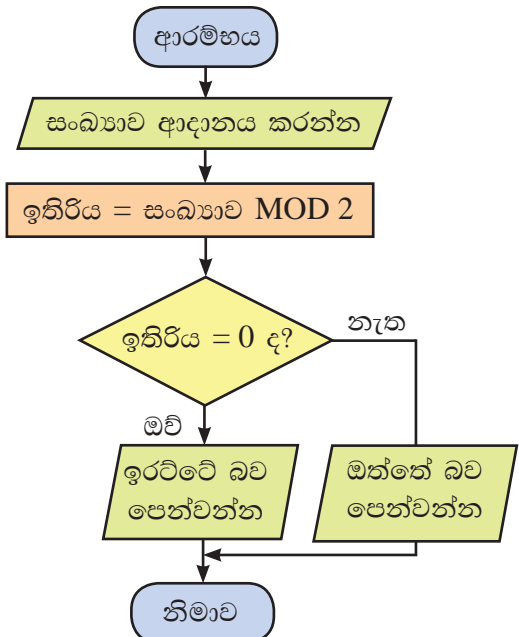 ආරම්භය
සංඛ්‍යාව ආදානය කරන්න
ඉතිරිය = සංඛ්‍යාව MOD 2
ඉතිරිය = 0 ද?
නැත
ඔව්
ඉරට්ටේ බව
පෙන්වන්න
ඔත්තේ බව
පෙන්වන්න
නිමාව